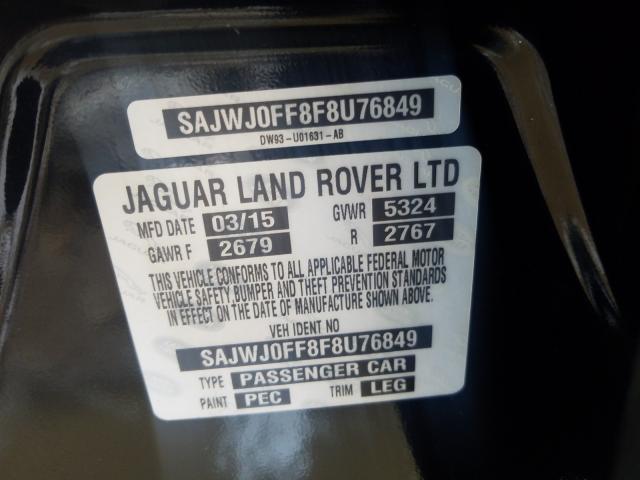 SAJWJ0FF8F8U76849
DW93-U01631-AB
JAGUAR LAND ROVER LTD
MFD DATE 03/15 GVWR 5324
GAWR F 2679 R 2767
THIS VEHICLE CONFORMS TO ALL APPLICABLE FEDERAL MOTOR
VEHICLE SAFETY,BUMPER AND THEFT PREVENTION STANDARDS
IN EFFECT ON THE DATE OF MANUFACTURE SHOWN ABOVE.
VEH IDENT NO
SAJWJ0FF8F8U76849
TYPE PASSENGER CAR
PAINT PEC TRIM LEG